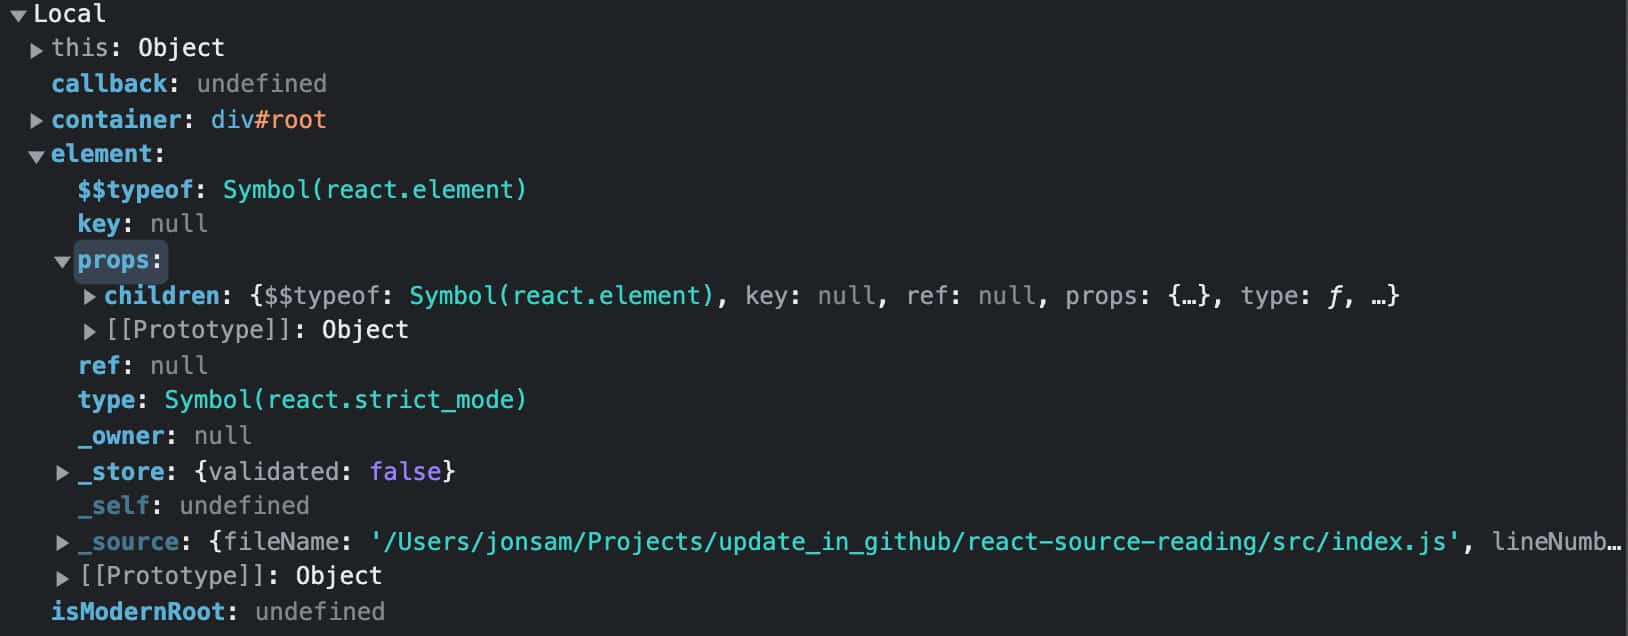 Local
this: Object
callback: undefined
container: div#root
element:
$$typeof: Symbol(react.element)
key: null
props:
children: {$$typeof: Symbol(react.element), key: null, ref: null, props: {…}, type: ƒ, …}
[[Prototype]]: Object
ref: null
type: Symbol(react.strict_mode)
_owner: null
_store: {validated: false}
_self: undefined
_source: {fileName: '/Users/jonsam/Projects/update_in_github/react-source-reading/src/index.js', lineNumb…
[[Prototype]]: Object
isModernRoot: undefined